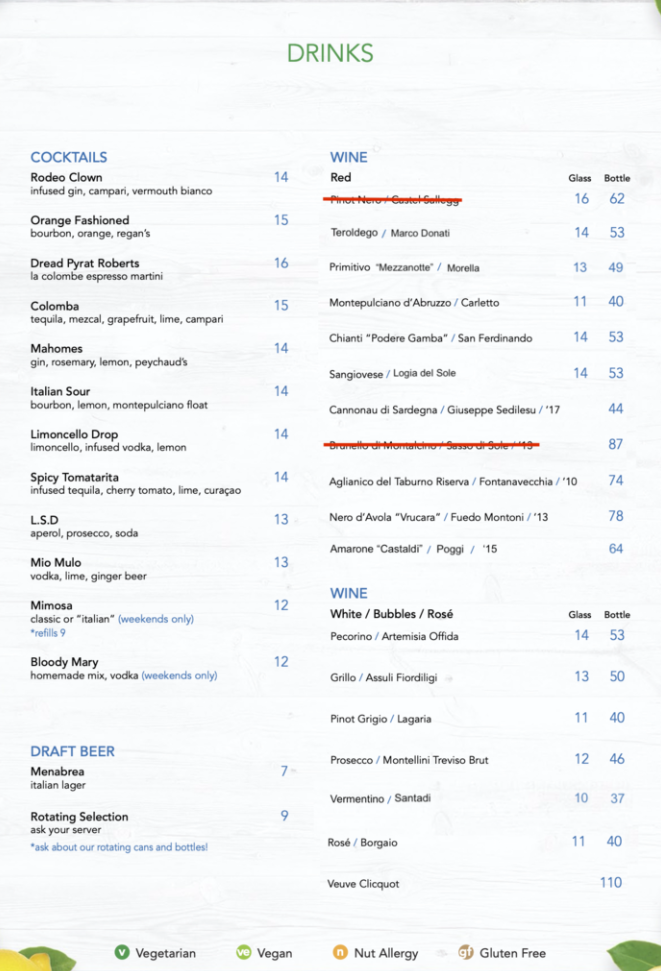 DRINKS
COCKTAILS
Rodeo Clown 14
infused gin, campari, vermouth bianco
Orange Fashioned 15
bourbon, orange, regan's
Dread Pyrat Roberts 16
la colombe espresso martini
Colomba 15
tequila, mezcal, grapefruit, lime, campari
Mahomes 14
gin, rosemary, lemon, peychaud's
Italian Sour 14
bourbon, lemon, montepulciano float
Limoncello Drop 14
limoncello, infused vodka, lemon
Spicy Tomatarita 14
infused tequila, cherry tomato, lime, curaçao
L.S.D 13
aperol, prosecco, soda
Mio Mulo 13
vodka, lime, ginger beer
Mimosa 12
classic or "italian" (weekends only)
*refills 9
Bloody Mary 12
homemade mix, vodka (weekends only)
DRAFT BEER
Menabrea 7
italian lager
Rotating Selection 9
ask your server
*ask about our rotating cans and bottles!
WINE
Red Glass Bottle
Pinot Nero / Castel Sallegg 16 62
Teroldego / Marco Donati 14 53
Primitivo "Mezzanotte" / Morella 13 49
Montepulciano d'Abruzzo / Carletto 11 40
Chianti "Podere Gamba" / San Ferdinando 14 53
Sangiovese / Logia del Sole 14 53
Cannonau di Sardegna / Giuseppe Sedilesu / '17 44
Brunello di Montalcino / Sasso di Sole / '13 87
Aglianico del Taburno Riserva / Fontanavecchia / '10 74
Nero d'Avola "Vrucara" / Fuedo Montoni / '13 78
Amarone "Castaldi" / Poggi / '15 64
WINE
White / Bubbles / Rosé Glass Bottle
Pecorino / Artemisia Offida 14 53
Grillo / Assuli Fiordiligi 13 50
Pinot Grigio / Lagaria 11 40
Prosecco / Montellini Treviso Brut 12 46
Vermentino / Santadi 10 37
Rosé / Borgaio 11 40
Veuve Clicquot 110
v Vegetarian ve Vegan n Nut Allergy gf Gluten Free